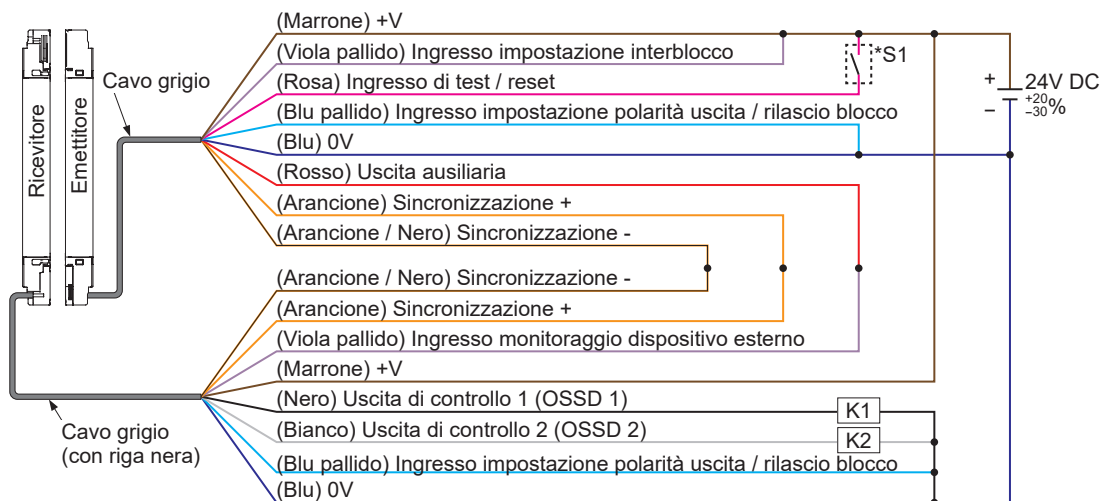 (Marrone) +V
(Viola pallido) Ingresso impostazione interblocco
*S1
Cavo grigio
(Rosa) Ingresso di test / reset
+
24V DC
+20
–30 %
–
(Blu pallido) Ingresso impostazione polarità uscita / rilascio blocco
(Blu) 0V
Ricevitore
Emettitore
(Rosso) Uscita ausiliaria
(Arancione) Sincronizzazione +
(Arancione / Nero) Sincronizzazione -
(Arancione / Nero) Sincronizzazione -
(Arancione) Sincronizzazione +
(Viola pallido) Ingresso monitoraggio dispositivo esterno
(Marrone) +V
(Nero) Uscita di controllo 1 (OSSD 1)
K1
(Bianco) Uscita di controllo 2 (OSSD 2)
K2
Cavo grigio
(con riga nera)
(Blu pallido) Ingresso impostazione polarità uscita / rilascio blocco
(Blu) 0V